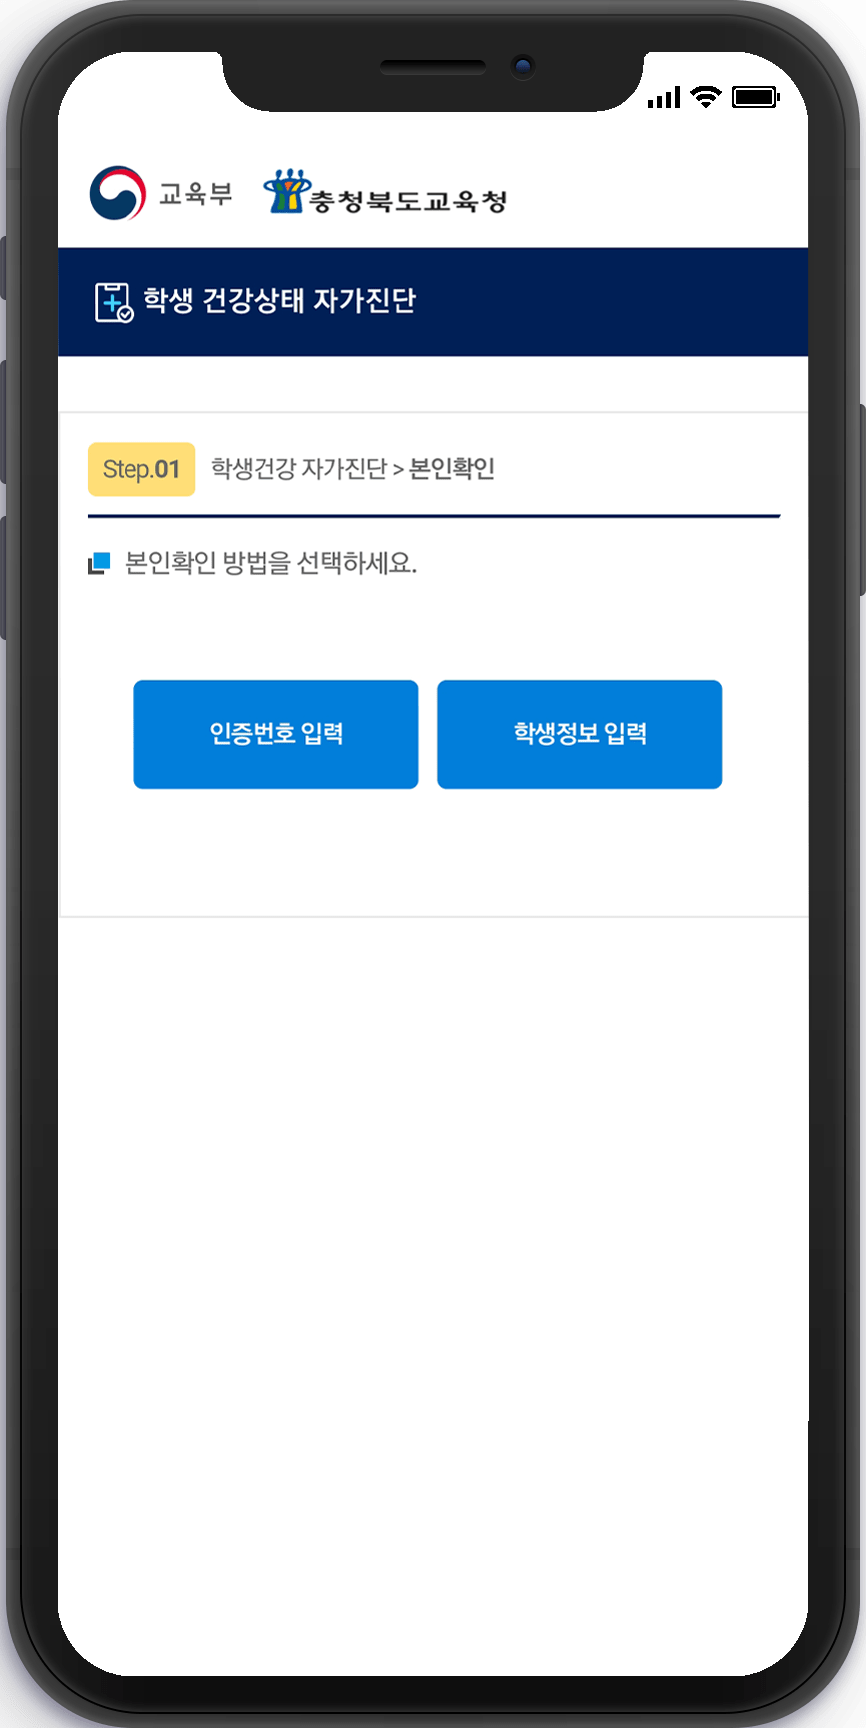 교육부 충청북도교육청
학생 건강상태 자가진단
Step.01 학생건강 자가진단 > 본인확인
본인확인 방법을 선택하세요.
인증번호 입력 학생정보 입력